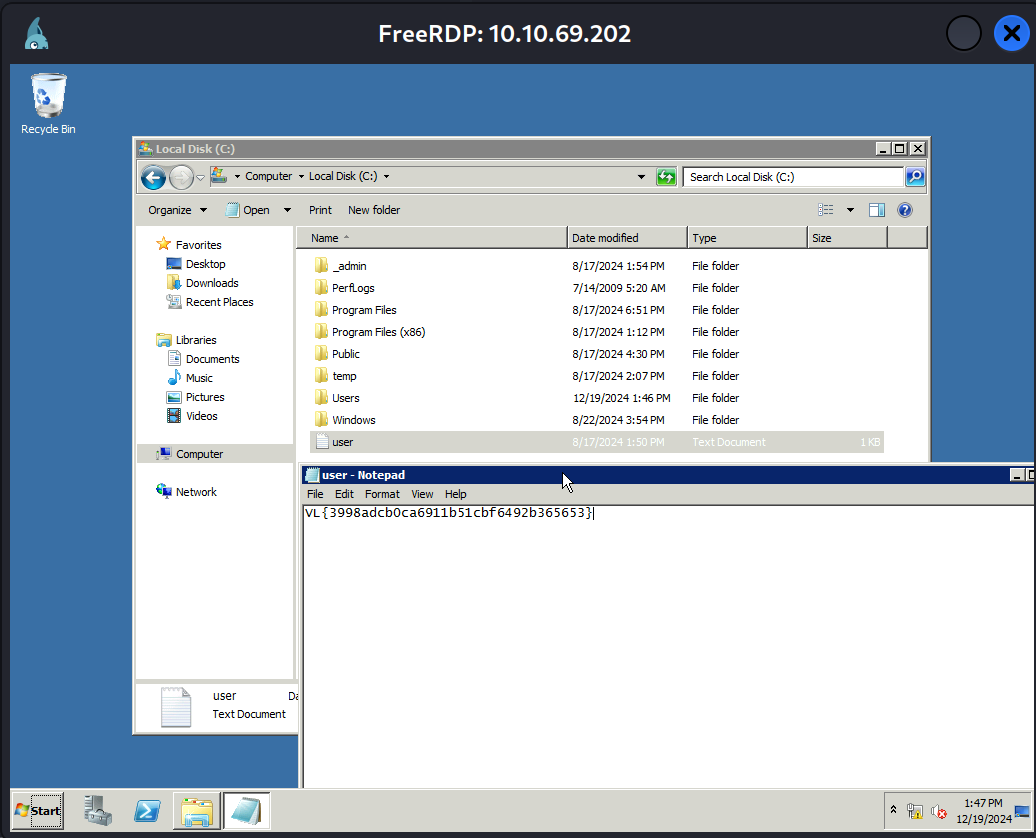 FreeRDP: 10.10.69.202
Recycle Bin
Local Disk (C:)
Computer Local Disk (C:)
Search Local Disk (C:)
Organize Open Print New folder
Name Date modified Type Size
Favorites
Desktop
Downloads
Recent Places
Libraries
Documents
Music
Pictures
Videos
Computer
Network
_admin 8/17/2024 1:54 PM File folder
PerfLogs 7/14/2009 5:20 AM File folder
Program Files 8/17/2024 6:51 PM File folder
Program Files (x86) 8/17/2024 1:12 PM File folder
Public 8/17/2024 4:30 PM File folder
temp 8/17/2024 2:07 PM File folder
Users 12/19/2024 1:46 PM File folder
Windows 8/22/2024 3:54 PM File folder
user 8/17/2024 1:50 PM Text Document 1 KB
user - Notepad
File Edit Format View Help
VL{3998adcb0ca6911b51cbf6492b365653}
user Da
Text Document
Start
1:47 PM
12/19/2024